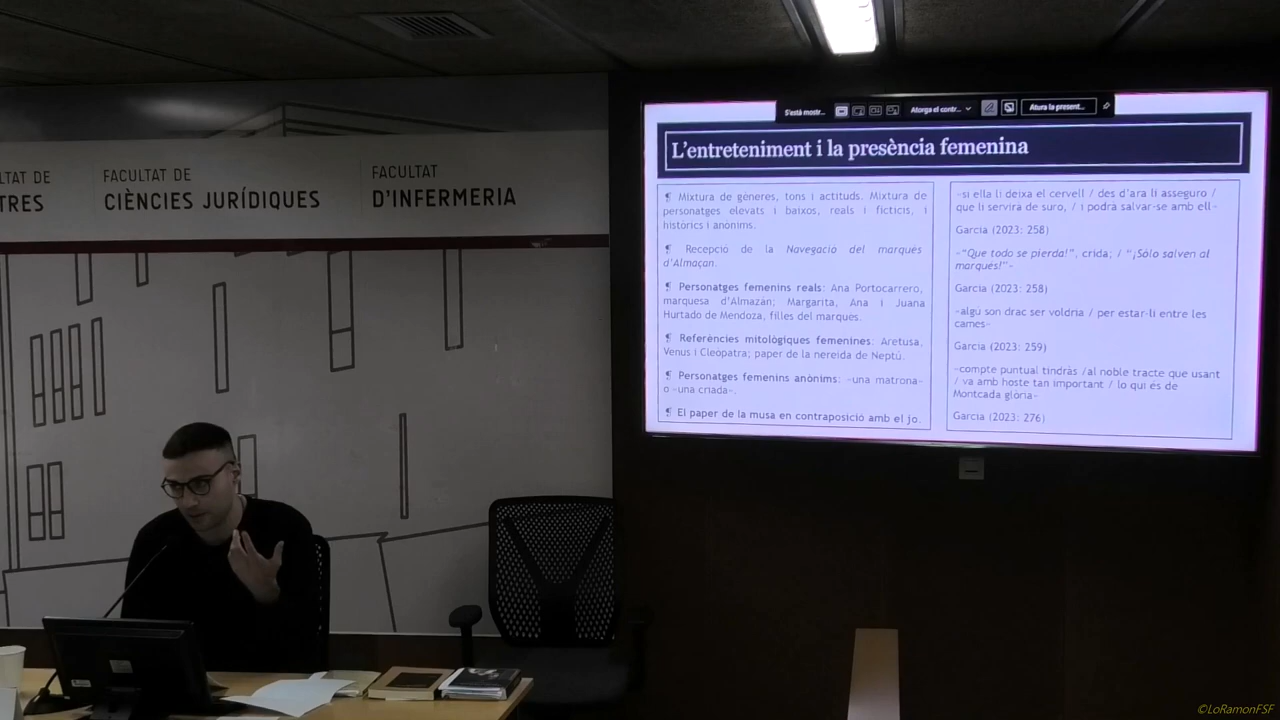 LTAT DE
TRES
FACULTAT DE
CIÈNCIES JURÍDIQUES
FACULTAT
D'INFERMERIA
S'està mostr...
Atorga el contr...
Atura la present...
L'entreteniment i la presència femenina
¶ Mixtura de gèneres, tons i actituds. Mixtura de
personatges elevats i baixos, reals i ficticis, i
històrics i anònims.
¶ Recepció de la Navegació del marquès
d'Almaçan.
¶ Personatges femenins reals: Ana Portocarrero,
marquesa d'Almazán; Margarita, Ana i Juana
Hurtado de Mendoza, filles del marquès.
¶ Referències mitològiques femenines: Aretusa,
Venus i Cleòpatra; paper de la nereida de Neptú.
¶ Personatges femenins anònims: «una matrona»
o «una criada».
¶ El paper de la musa en contraposició amb el jo.
«si ella li deixa el cervell / des d'ara li asseguro /
que li servirà de suro, / i podrà salvar-se amb ell»
Garcia (2023: 258)
«"Que todo se pierda!", crida; / "¡Sólo salven al
marqués!"»
Garcia (2023: 258)
«algú son drac ser voldria / per estar-li entre les
cames»
Garcia (2023: 259)
«compte puntual tindràs /al noble tracte que usant
/ va amb hoste tan important / lo qui és de
Montcada glòria»
Garcia (2023: 276)
©LoRamonFSF